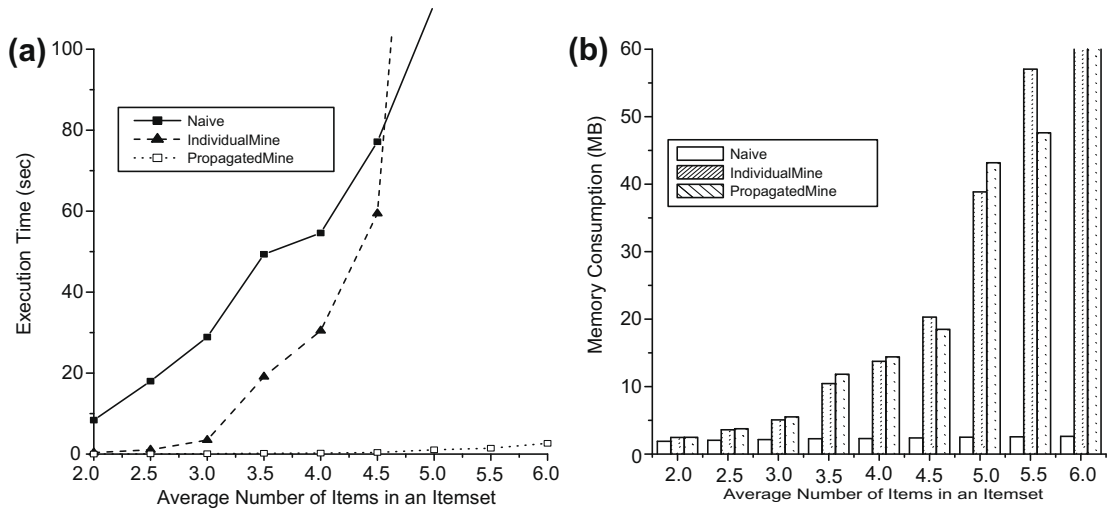 (a)
100
80
60
40
20
0
Execution Time (sec)
Naive
IndividualMine
PropagatedMine
2.0 2.5 3.0 3.5 4.0 4.5 5.0 5.5 6.0
Average Number of Items in an Itemset
(b)
60
50
40
30
20
10
0
Memory Consumption (MB)
Naive
IndividualMine
PropagatedMine
2.0 2.5 3.0 3.5 4.0 4.5 5.0 5.5 6.0
Average Number of Items in an Itemset